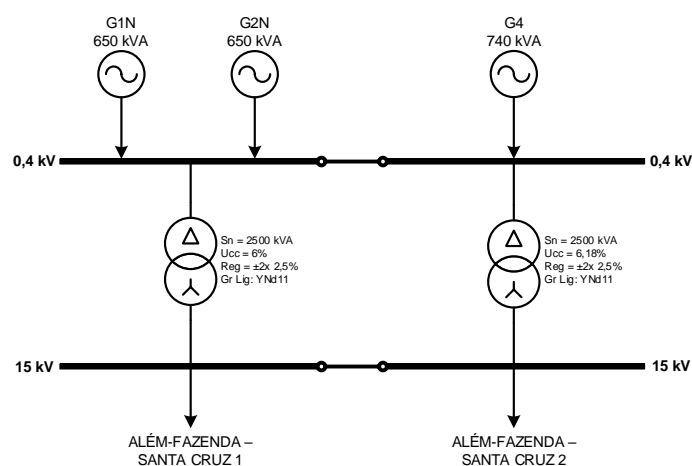 G1N
650 kVA
G2N
650 kVA
G4
740 kVA
0,4 kV
0,4 kV
Sn = 2500 kVA
Ucc = 6%
Reg = ±2x 2,5%
Gr Lig: YNd11
Sn = 2500 kVA
Ucc = 6,18%
Reg = ±2x 2,5%
Gr Lig: YNd11
15 kV
15 kV
ALÉM-FAZENDA –
SANTA CRUZ 1
ALÉM-FAZENDA –
SANTA CRUZ 2